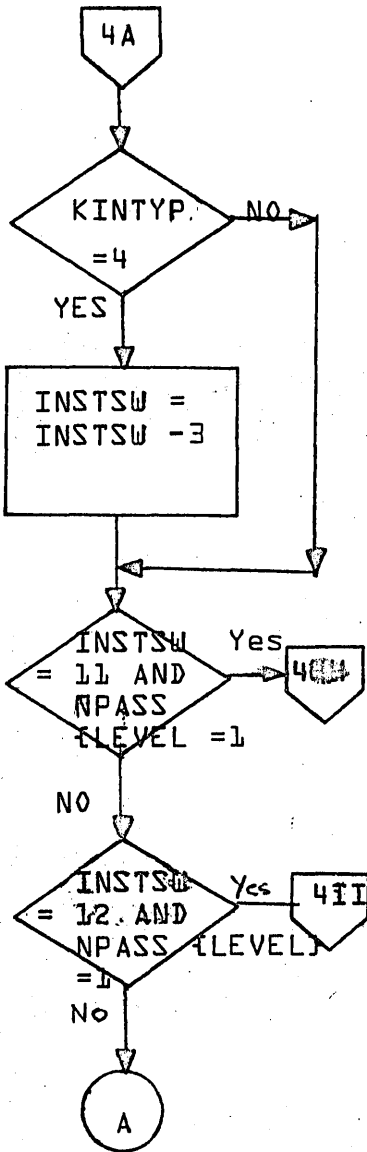 4A
KINTYP.
=4
NO
YES
INSTSW =
INSTSW -3
INSTSW
= 11 AND
NPASS
{LEVEL =1
Yes
NO
INSTSW
= 12. AND
NPASS {LEVEL}
=1
Yes
4II
No
A